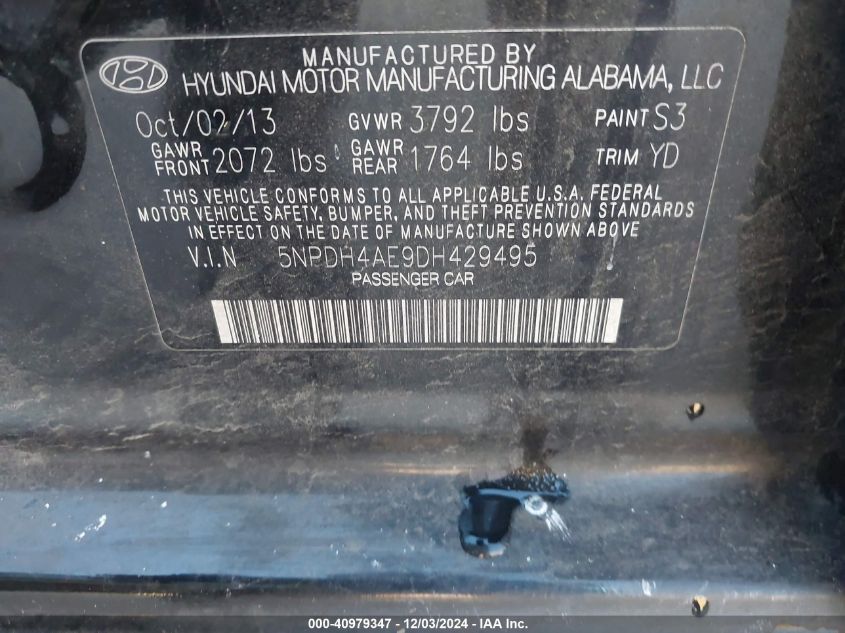 MANUFACTURED BY
HYUNDAI MOTOR MANUFACTURING ALABAMA, LLC
Oct/02/13 GVWR 3792 lbs PAINT S3
GAWR FRONT 2072 lbs GAWR REAR 1764 lbs TRIM YD
THIS VEHICLE CONFORMS TO ALL APPLICABLE U.S.A. FEDERAL
MOTOR VEHICLE SAFETY, BUMPER, AND THEFT PREVENTION STANDARDS
IN EFFECT ON THE DATE OF MANUFACTURE SHOWN ABOVE
V.I.N 5NPDH4AE9DH429495
PASSENGER CAR
000-40979347 - 12/03/2024 - IAA Inc.